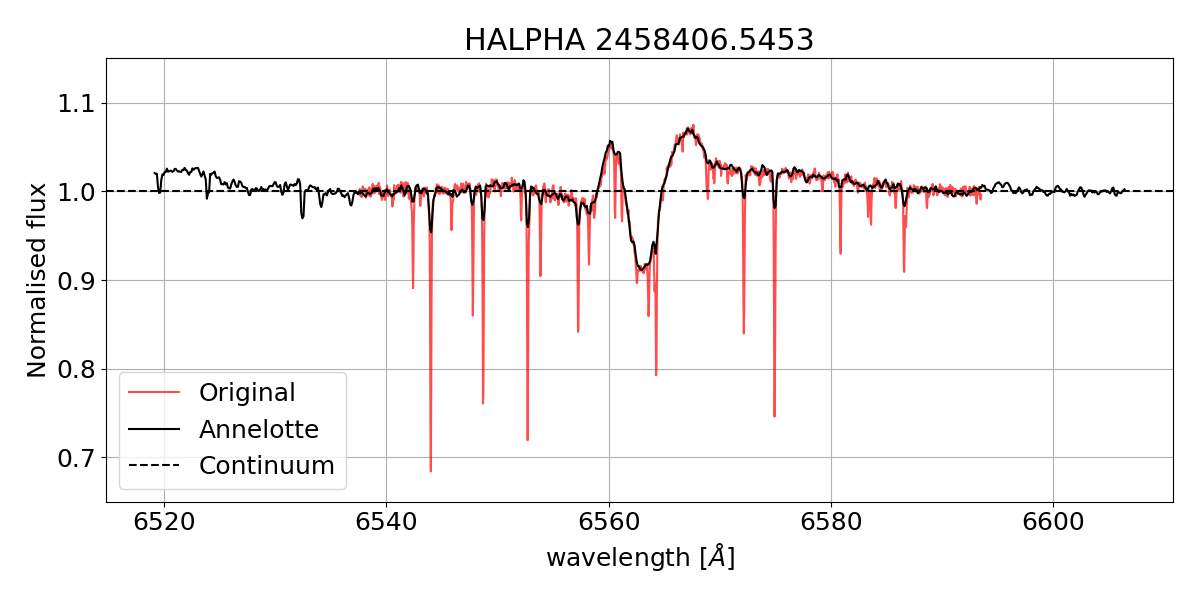 HALPHA 2458406.5453
Normalised flux
1.1
1.0
0.9
0.8
0.7
Original
Annelotte
Continuum
6520 6540 6560 6580 6600
wavelength [Å]